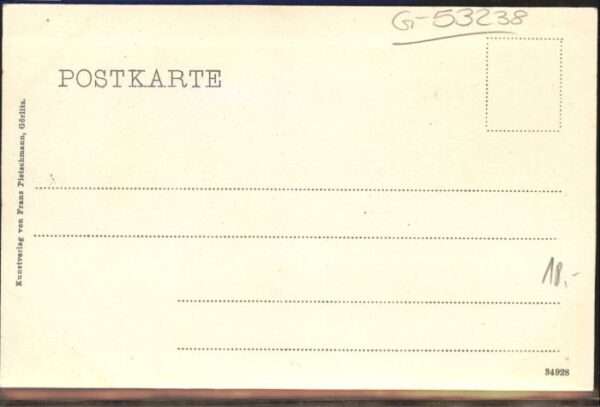 G-53238
POSTKARTE
Kunstverlag von Franz Pietschmann, Görlitz.
18.-
34928